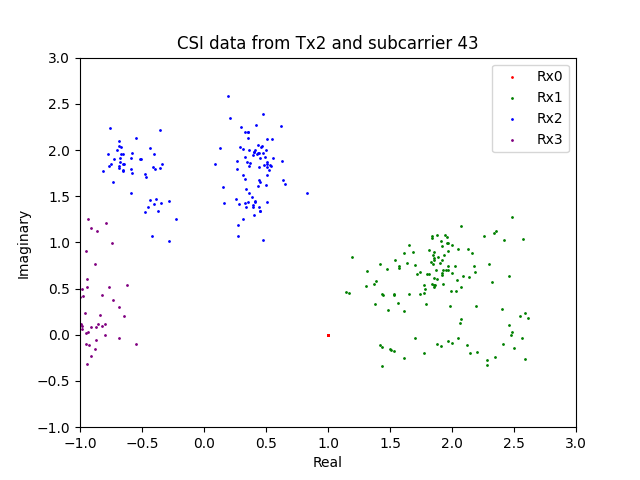 CSI data from Tx2 and subcarrier 43
Rx0
Rx1
Rx2
Rx3
Imaginary
3.0
2.5
2.0
1.5
1.0
0.5
0.0
−0.5
−1.0
−1.0 −0.5 0.0 0.5 1.0 1.5 2.0 2.5 3.0
Real